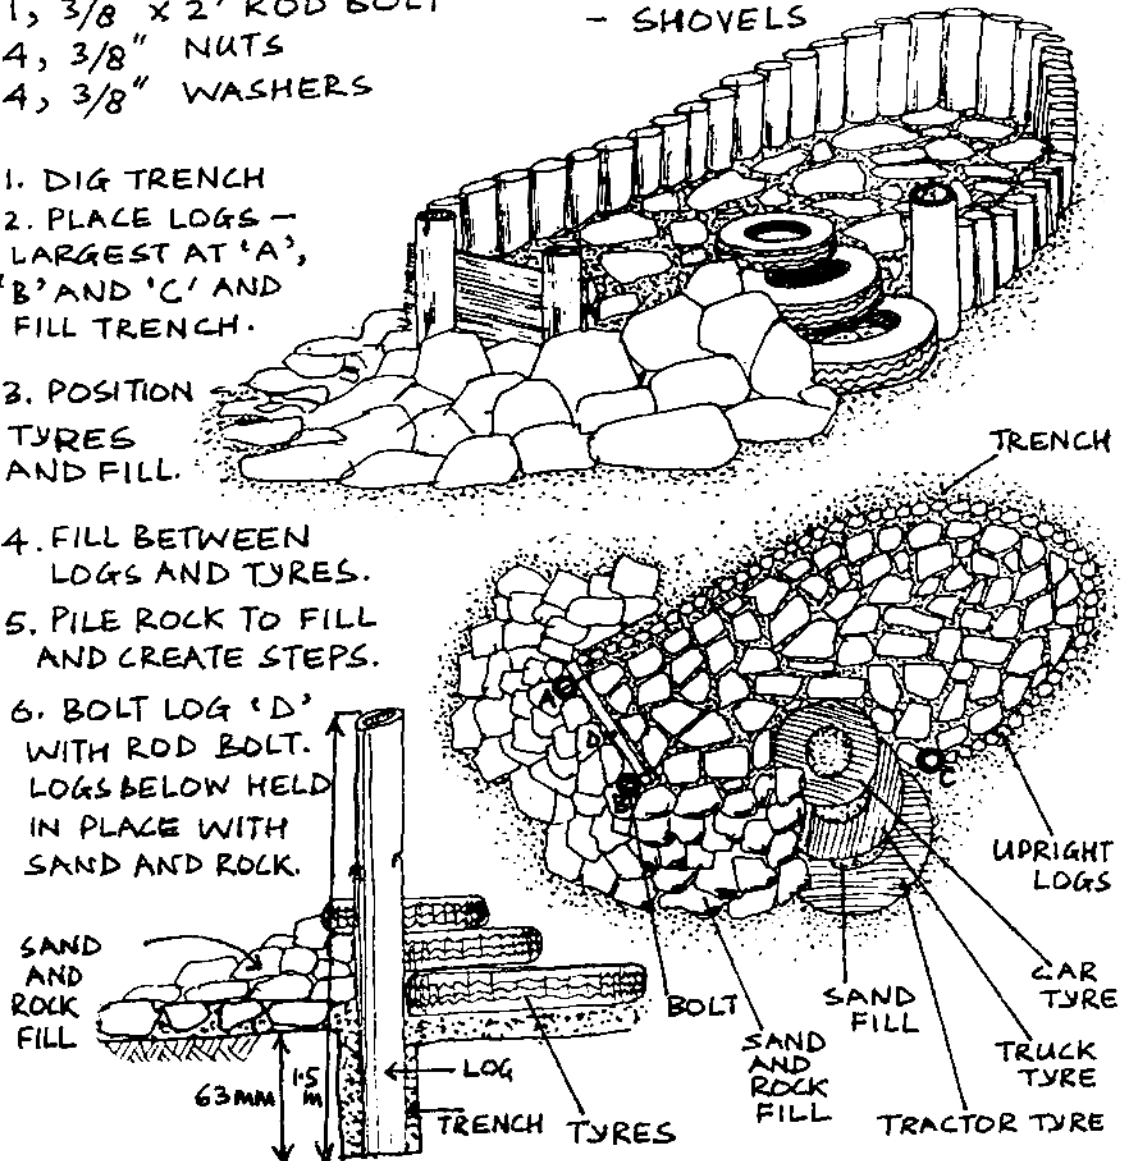 1, 3/8 X 2' ROD BOLT
4, 3/8" NUTS
4, 3/8" WASHERS
- SHOVELS
1. DIG TRENCH
2. PLACE LOGS —
LARGEST AT 'A',
'B' AND 'C' AND
FILL TRENCH.
3. POSITION
TYRES
AND FILL.
4. FILL BETWEEN
LOGS AND TYRES.
5. PILE ROCK TO FILL
AND CREATE STEPS.
6. BOLT LOG 'D'
WITH ROD BOLT.
LOGS BELOW HELD
IN PLACE WITH
SAND AND ROCK.
TRENCH
A
D
B
C
UPRIGHT
LOGS
CAR
TYRE
TRUCK
TYRE
TRACTOR TYRE
SAND
FILL
SAND
AND
ROCK
FILL
BOLT
SAND
AND
ROCK
FILL
63mm
1.5
m
LOG
TRENCH
TYRES